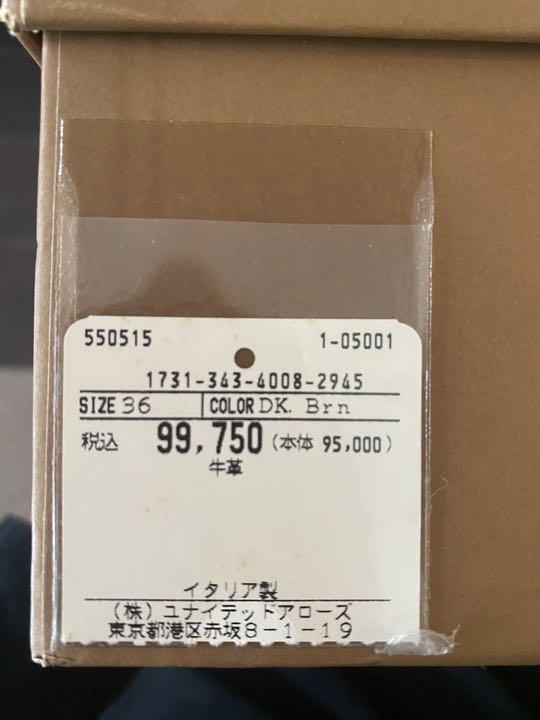 550515 1-05001
1731-343-4008-2945
SIZE 36 COLOR DK. Brn
税込 99,750 (本体 95,000)
牛革
イタリア製
(株)ユナイテッドアローズ
東京都港区赤坂8-1-19